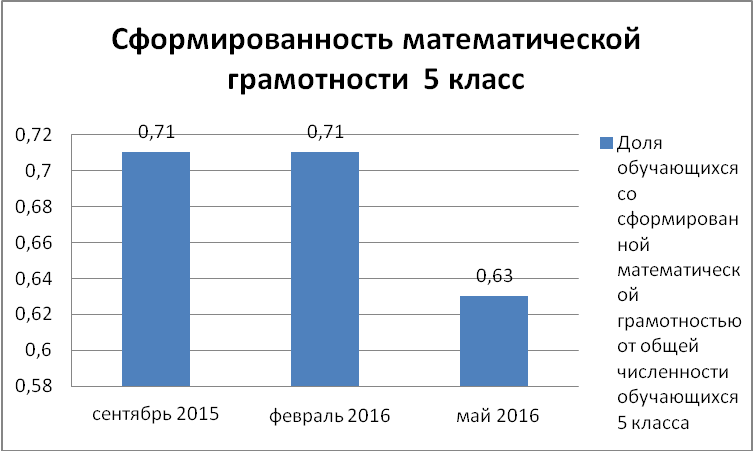 Сформированность математической
грамотности 5 класс
0,72
0,7
0,68
0,66
0,64
0,62
0,6
0,58
0,71
0,71
0,63
сентябрь 2015
февраль 2016
май 2016
Доля
обучающихся
со
сформирован
ной
математическ
ой
грамотностью
от общей
численности
обучающихся
5 класса